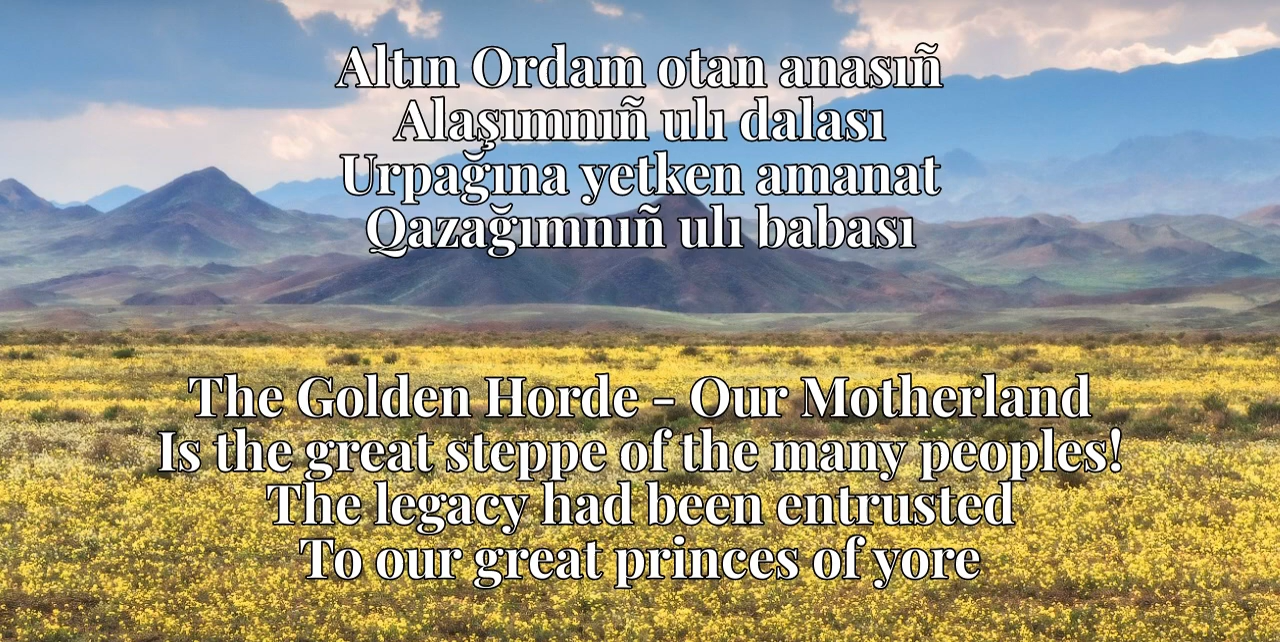 Altın Ordam otan anasıñ
Alaşımnıñ ulı dalası
Urpağına yetken amanat
Qazağımnıñ ulı babası
The Golden Horde - Our Motherland
Is the great steppe of the many peoples!
The legacy had been entrusted
To our great princes of yore